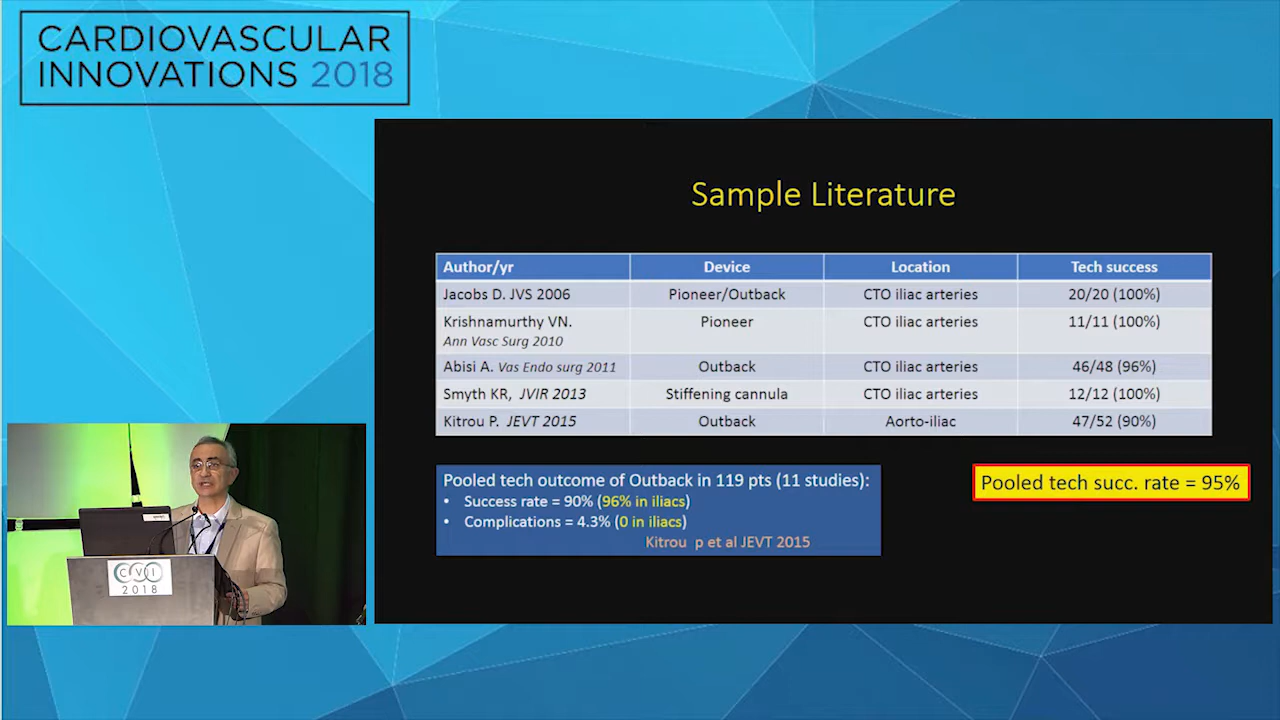 CARDIOVASCULAR
INNOVATIONS 2018
Sample Literature
Author/yr Device Location Tech success
Jacobs D. JVS 2006 Pioneer/Outback CTO iliac arteries 20/20 (100%)
Krishnamurthy VN. Pioneer CTO iliac arteries 11/11 (100%)
Ann Vasc Surg 2010
Abisi A. Vas Endo surg 2011 Outback CTO iliac arteries 46/48 (96%)
Smyth KR, JVIR 2013 Stiffening cannula CTO iliac arteries 12/12 (100%)
Kitrou P. JEVT 2015 Outback Aorto-iliac 47/52 (90%)
Pooled tech outcome of Outback in 119 pts (11 studies):
• Success rate = 90% (96% in iliacs)
• Complications = 4.3% (0 in iliacs)
Kitrou p et al JEVT 2015
Pooled tech succ. rate = 95%
CVII
2018